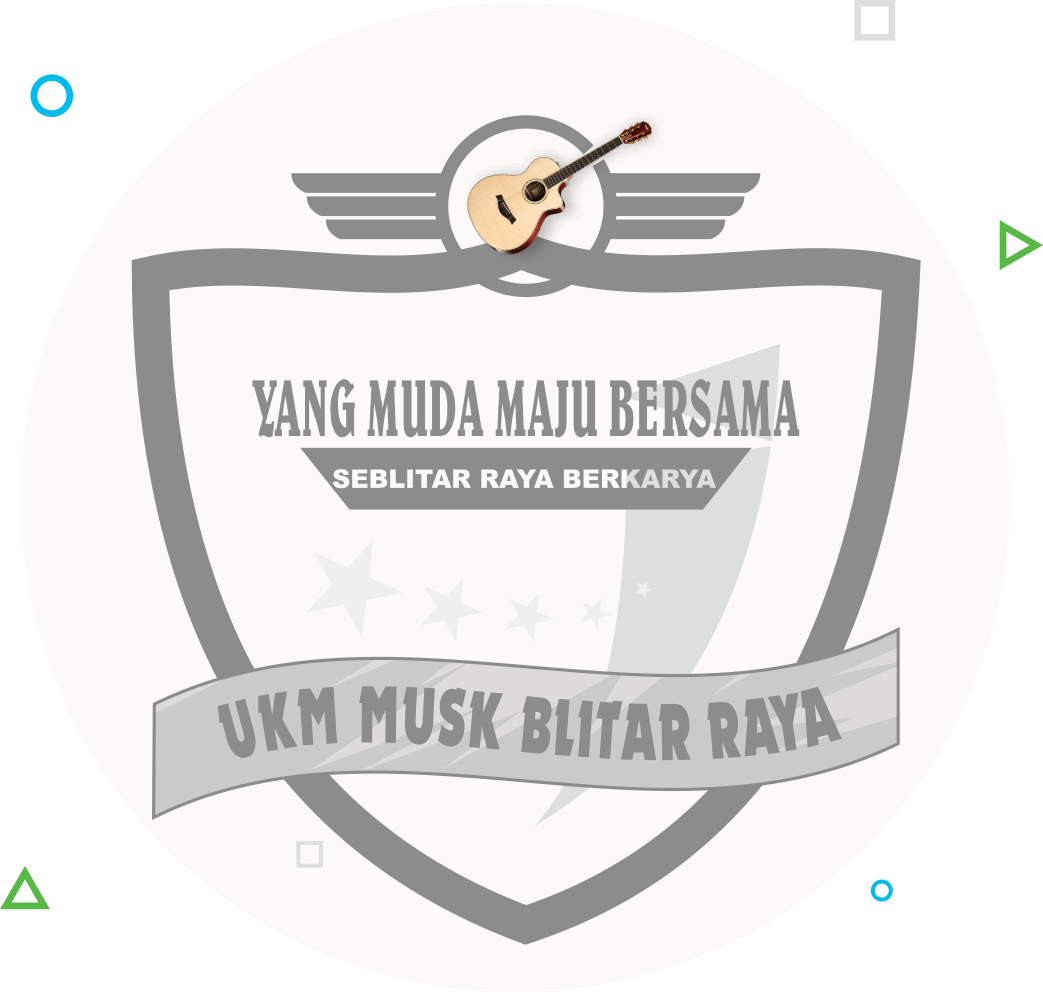 YANG MUDA MAJU BERSAMA
SEBLITAR RAYA BERKARYA
UKM MUSK BLITAR RAYA